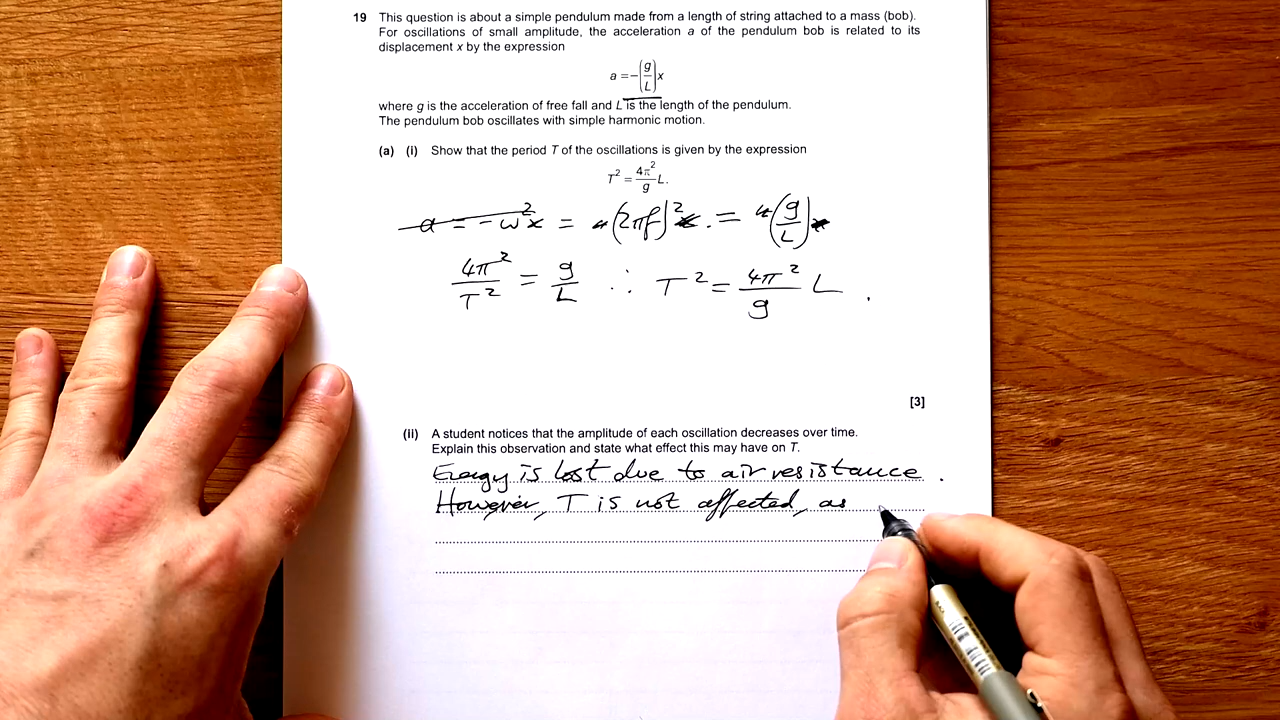 19 This question is about a simple pendulum made from a length of string attached to a mass (bob).
For oscillations of small amplitude, the acceleration a of the pendulum bob is related to its
displacement x by the expression
a = −(g/L)x
where g is the acceleration of free fall and L is the length of the pendulum.
The pendulum bob oscillates with simple harmonic motion.
(a) (i) Show that the period T of the oscillations is given by the expression
T² = 4π²/g L.
a = −ω²x = (2πf)² . = (g/L)
4π²/T² = g/L ∴ T² = 4π²/g L .
[3]
(ii) A student notices that the amplitude of each oscillation decreases over time.
Explain this observation and state what effect this may have on T.
Energy is lost due to air resistance .
However, T is not affected, as